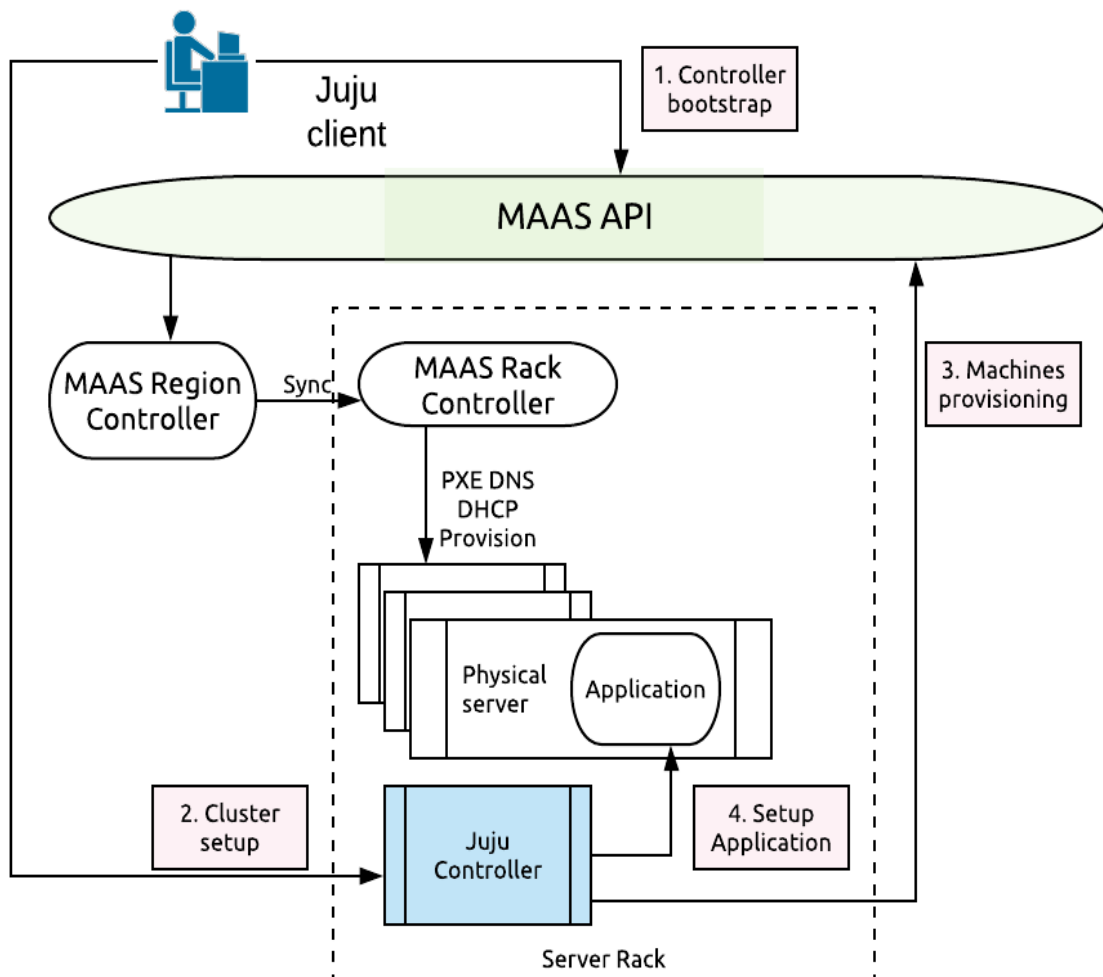 Juju
client
1. Controller
bootstrap
MAAS API
MAAS Region
Controller
Sync
MAAS Rack
Controller
3. Machines
provisioning
PXE DNS
DHCP
Provision
Physical
server
Application
2. Cluster
setup
Juju
Controller
4. Setup
Application
Server Rack